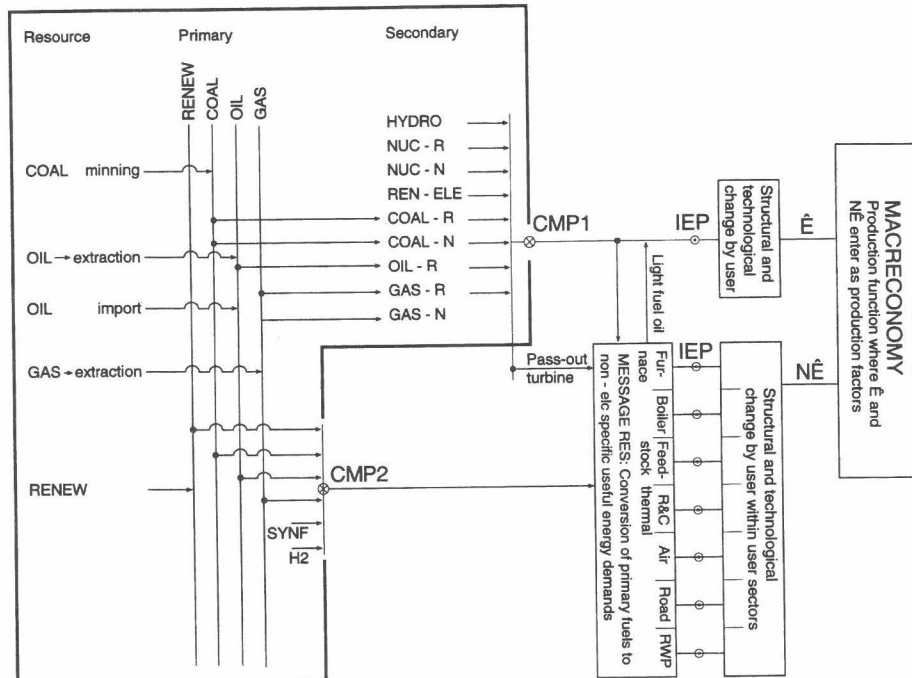 Resource Primary Secondary
RENEW
COAL
OIL
GAS
HYDRO
NUC - R
NUC - N
REN - ELE
COAL - R
COAL - N
OIL - R
GAS - R
GAS - N
COAL minning
OIL extraction
OIL import
GAS extraction
RENEW
CMP1
CMP2
SYNF
H2
Pass-out
turbine
Light fuel oil
IEP
IEP
Structural and
technological
change by user
Ê
NÊ
MACREONOMY
Production function where Ê and
NÊ enter as production factors
Fur-
nace
Boiler
Feed-
stock
R&C
thermal
Air
Road
RWP
MESSAGE RES: Conversion of primary fuels to
non - elc specific useful energy demands
Structural and technological
change by user within user sectors